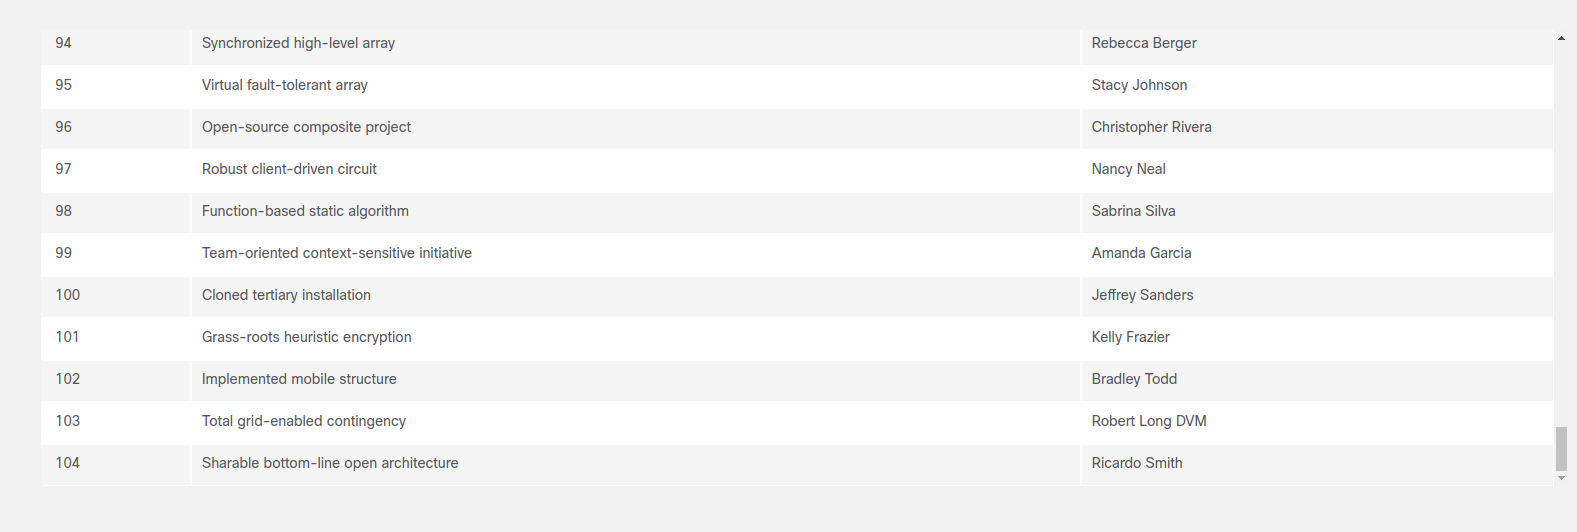 94 Synchronized high-level array Rebecca Berger
95 Virtual fault-tolerant array Stacy Johnson
96 Open-source composite project Christopher Rivera
97 Robust client-driven circuit Nancy Neal
98 Function-based static algorithm Sabrina Silva
99 Team-oriented context-sensitive initiative Amanda Garcia
100 Cloned tertiary installation Jeffrey Sanders
101 Grass-roots heuristic encryption Kelly Frazier
102 Implemented mobile structure Bradley Todd
103 Total grid-enabled contingency Robert Long DVM
104 Sharable bottom-line open architecture Ricardo Smith